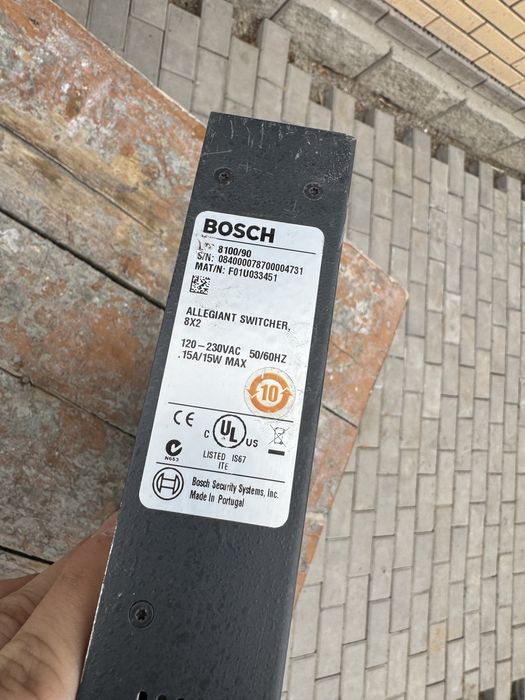 BOSCH
8100/90
S/N: 084000078700004731
MAT/N: F01U033451
ALLEGIANT SWITCHER,
8X2
120-230VAC 50/60HZ
.15A/15W MAX
10
CE
C UL US
N663
LISTED IS67
ITE
Bosch Security Systems, Inc.
Made In Portugal